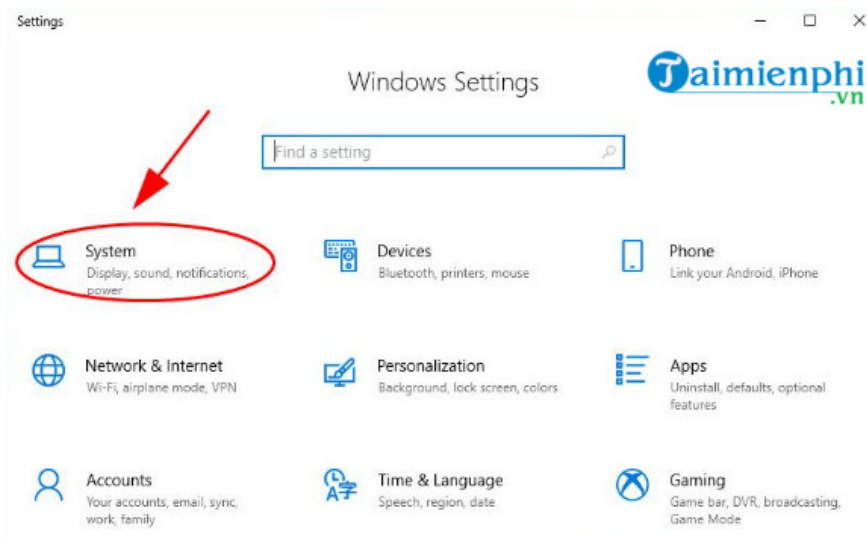 Settings
Taimienphi
.vn
Windows Settings
Find a setting
System
Display, sound, notifications,
power
Devices
Bluetooth, printers, mouse
Phone
Link your Android, iPhone
Network & Internet
Wi-Fi, airplane mode, VPN
Personalization
Background, lock screen, colors
Apps
Uninstall, defaults, optional
features
Accounts
Your accounts, email, sync,
work, family
Time & Language
Speech, region, date
Gaming
Game bar, DVR, broadcasting,
Game Mode